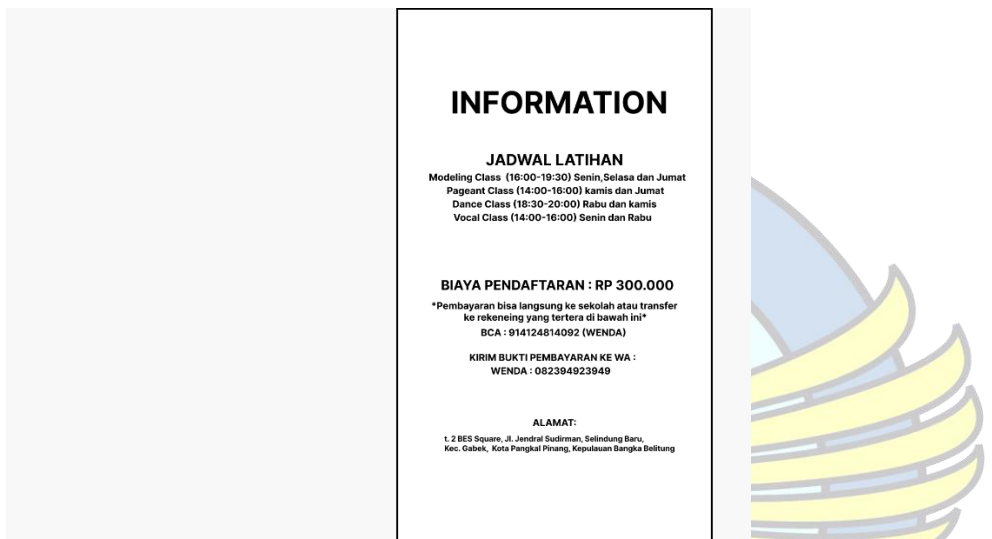 INFORMATION
JADWAL LATIHAN
Modeling Class (16:00-19:30) Senin,Selasa dan Jumat
Pageant Class (14:00-16:00) kamis dan Jumat
Dance Class (18:30-20:00) Rabu dan kamis
Vocal Class (14:00-16:00) Senin dan Rabu
BIAYA PENDAFTARAN : RP 300.000
*Pembayaran bisa langsung ke sekolah atau transfer
ke rekeneing yang tertera di bawah ini*
BCA : 914124814092 (WENDA)
KIRIM BUKTI PEMBAYARAN KE WA :
WENDA : 082394923949
ALAMAT:
t. 2 BES Square, Jl. Jendral Sudirman, Selindung Baru,
Kec. Gabek, Kota Pangkal Pinang, Kepulauan Bangka Belitung